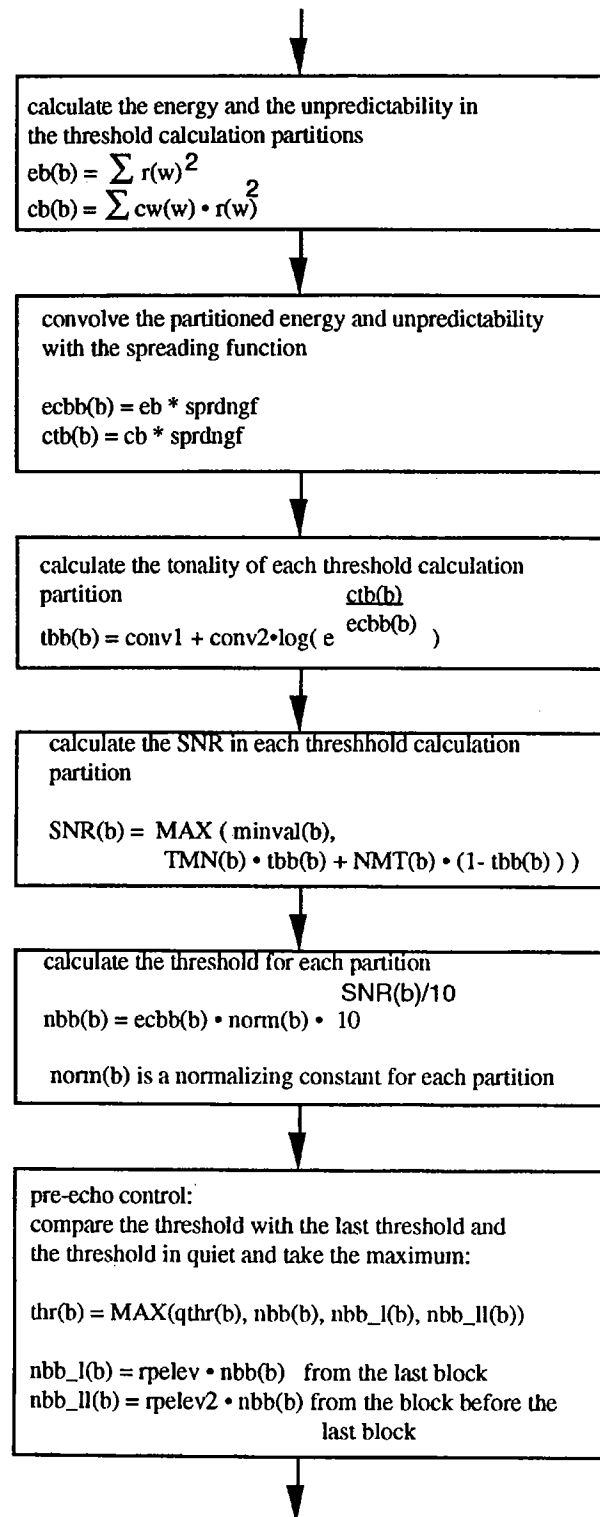 calculate the energy and the unpredictability in
the threshold calculation partitions
eb(b) = ∑ r(w)²
cb(b) = ∑ cw(w) • r(w)²
convolve the partitioned energy and unpredictability
with the spreading function
ecbb(b) = eb * sprdngf
ctb(b) = cb * sprdngf
calculate the tonality of each threshold calculation
partition
tbb(b) = conv1 + conv2•log( e ctb(b)/ecbb(b) )
calculate the SNR in each threshhold calculation
partition
SNR(b) = MAX ( minval(b),
TMN(b) • tbb(b) + NMT(b) • (1- tbb(b) ) )
calculate the threshold for each partition
SNR(b)/10
nbb(b) = ecbb(b) • norm(b) • 10
norm(b) is a normalizing constant for each partition
pre-echo control:
compare the threshold with the last threshold and
the threshold in quiet and take the maximum:
thr(b) = MAX(qthr(b), nbb(b), nbb_l(b), nbb_ll(b))
nbb_l(b) = rpelev • nbb(b) from the last block
nbb_ll(b) = rpelev2 • nbb(b) from the block before the
last block